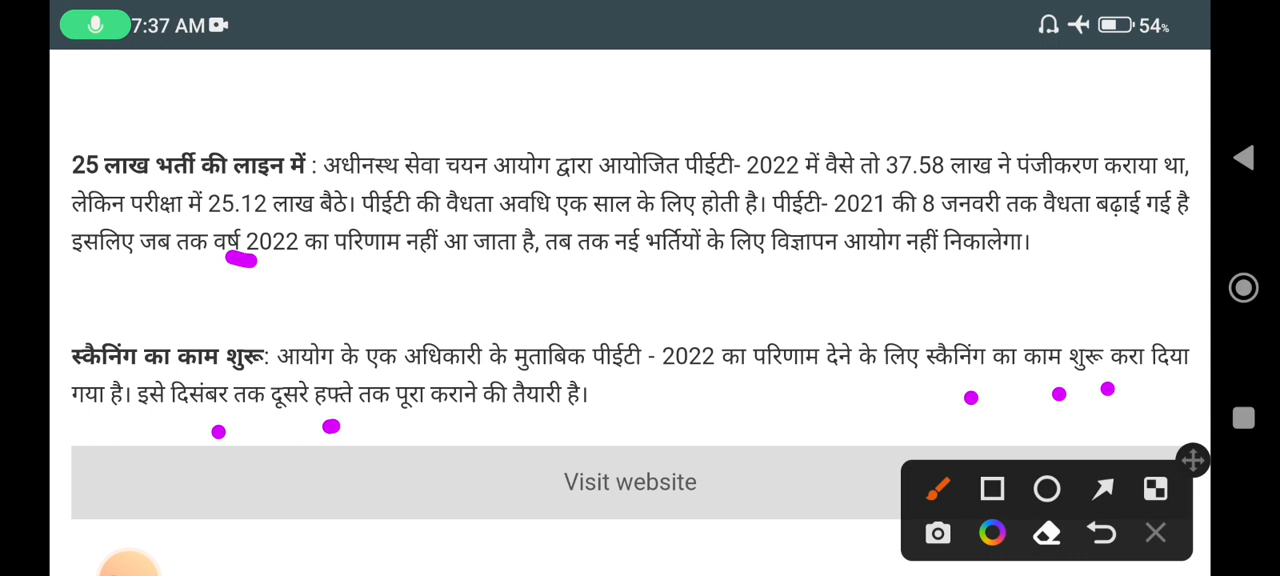 7:37 AM 54%
25 लाख भर्ती की लाइन में : अधीनस्थ सेवा चयन आयोग द्वारा आयोजित पीईटी- 2022 में वैसे तो 37.58 लाख ने पंजीकरण कराया था,
लेकिन परीक्षा में 25.12 लाख बैठे। पीईटी की वैधता अवधि एक साल के लिए होती है। पीईटी- 2021 की 8 जनवरी तक वैधता बढ़ाई गई है
इसलिए जब तक वर्ष 2022 का परिणाम नहीं आ जाता है, तब तक नई भर्तियों के लिए विज्ञापन आयोग नहीं निकालेगा।
स्कैनिंग का काम शुरू: आयोग के एक अधिकारी के मुताबिक पीईटी - 2022 का परिणाम देने के लिए स्कैनिंग का काम शुरू करा दिया
गया है। इसे दिसंबर तक दूसरे हफ्ते तक पूरा कराने की तैयारी है।
Visit website